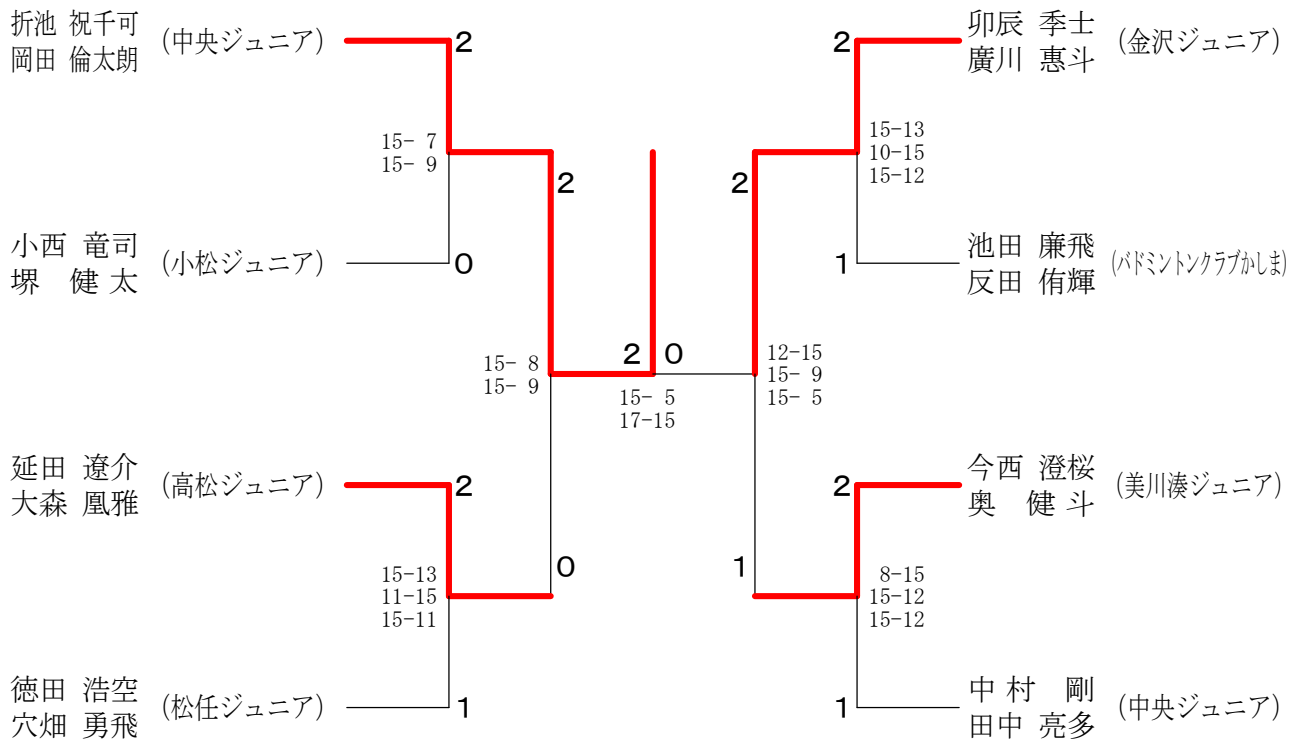 折池 祝千可
岡田 倫太朗
(中央ジュニア)
2
15- 7
15- 9
小西 竜司
堺 健太
(小松ジュニア)
0
2
15- 8
15- 9
延田 遼介
大森 凰雅
(高松ジュニア)
2
15-13
11-15
15-11
0
徳田 浩空
穴畑 勇飛
(松任ジュニア)
1
2 0
15- 5
17-15
卯辰 季士
廣川 惠斗
(金沢ジュニア)
2
15-13
10-15
15-12
2
池田 廉飛
反田 侑輝
(バドミントンクラブかしま)
1
12-15
15- 9
15- 5
今西 澄桜
奥 健斗
(美川湊ジュニア)
2
1
8-15
15-12
15-12
中村 剛
田中 亮多
(中央ジュニア)
1